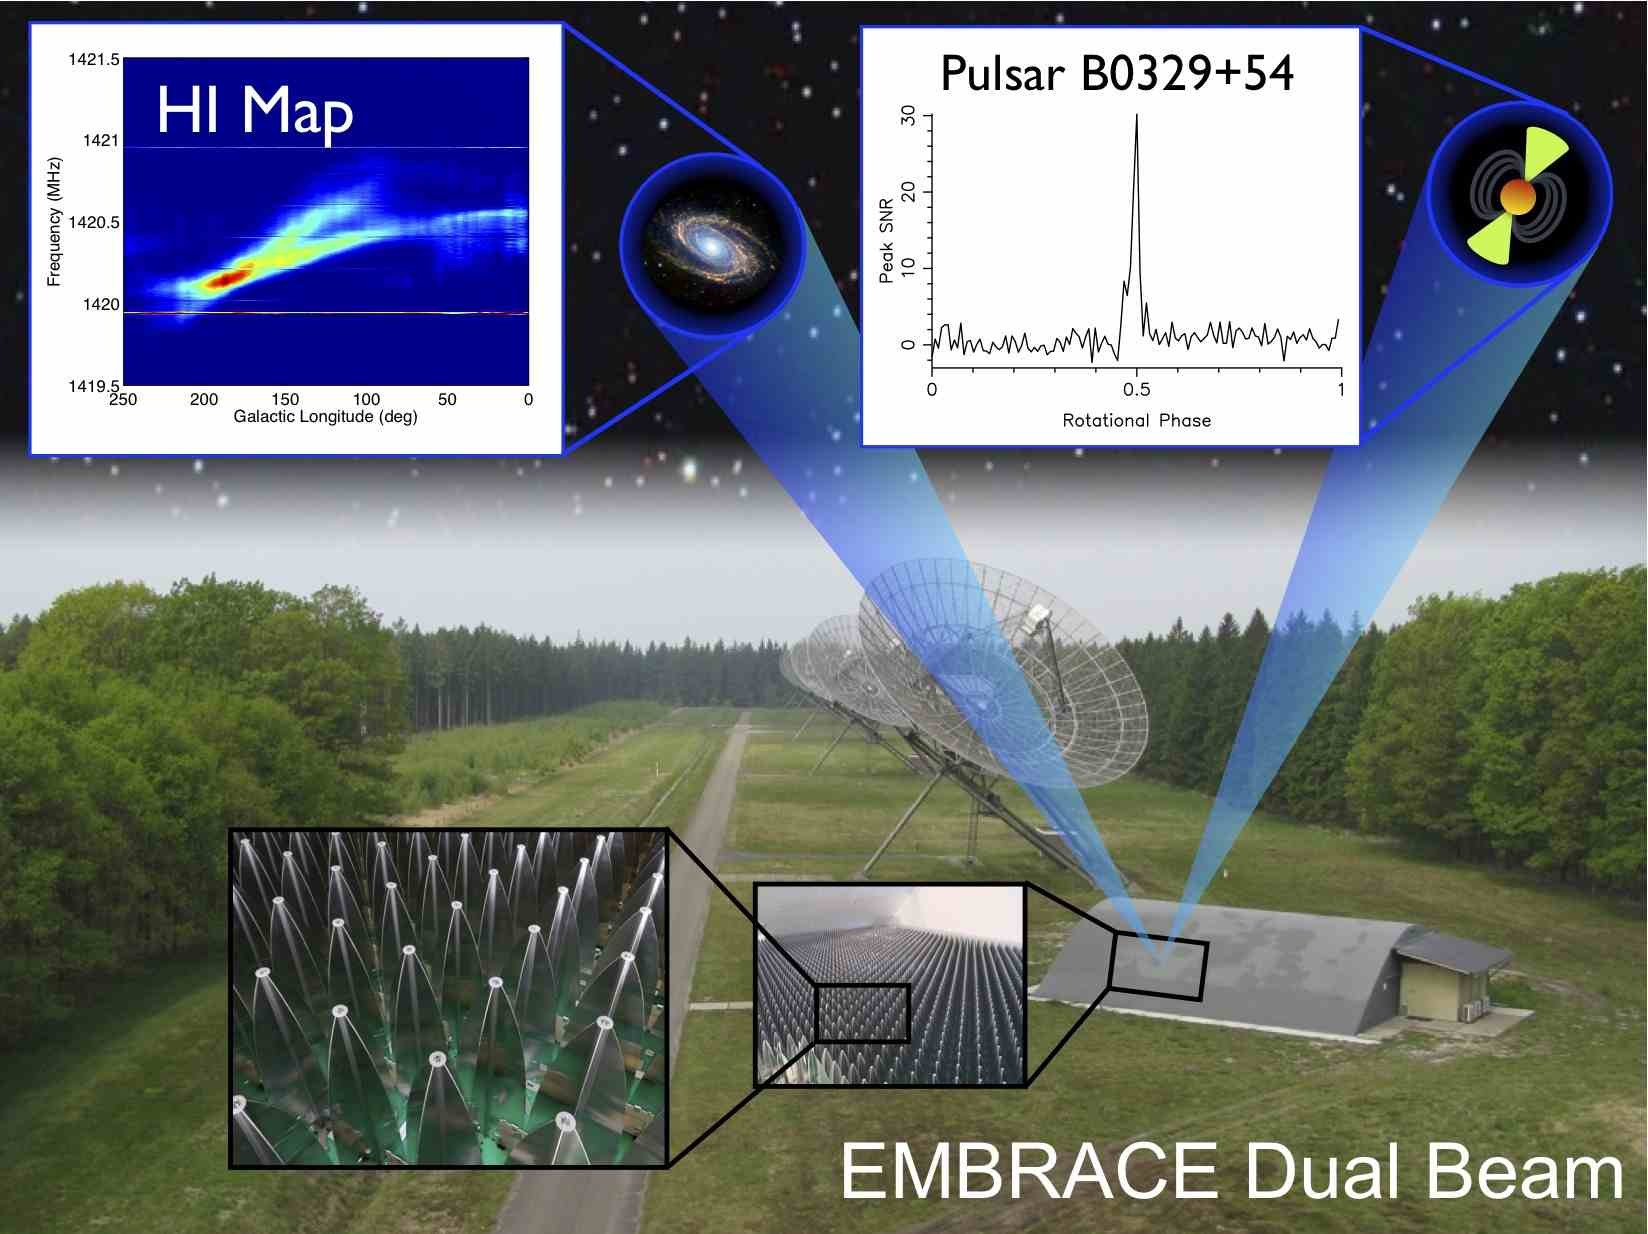 HI Map
1421.5
1421
1420.5
1420
1419.5
Frequency (MHz)
250 200 150 100 50 0
Galactic Longitude (deg)
Pulsar B0329+54
30
20
10
0
Peak SNR
0 0.5 1
Rotational Phase
EMBRACE Dual Beam